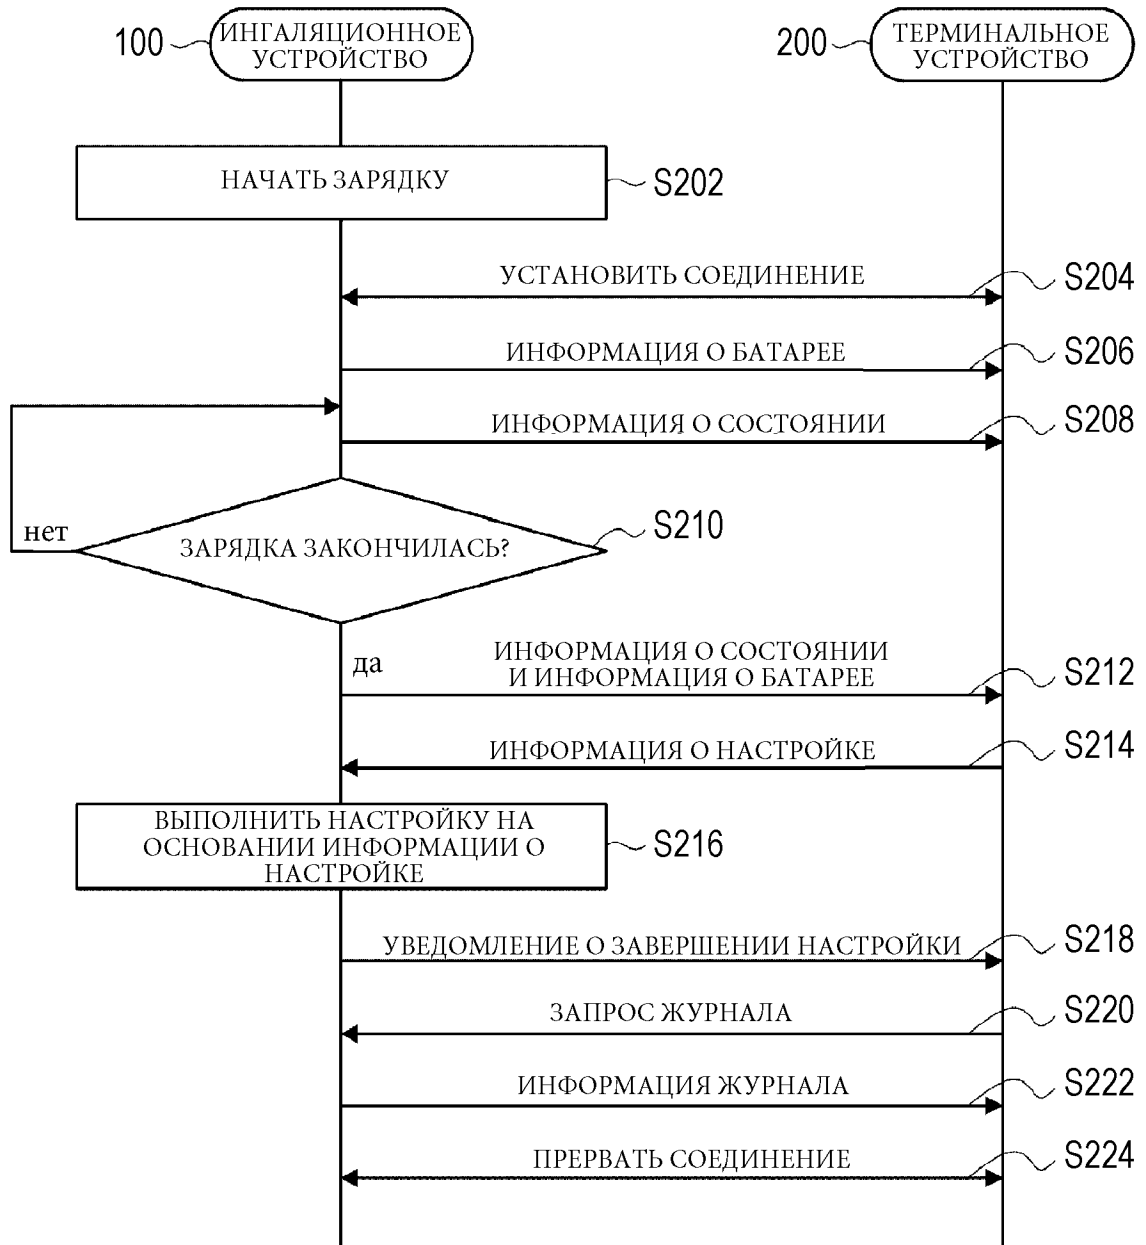 100
ИНГАЛЯЦИОННОЕ
УСТРОЙСТВО
200
ТЕРМИНАЛЬНОЕ
УСТРОЙСТВО
НАЧАТЬ ЗАРЯДКУ
S202
УСТАНОВИТЬ СОЕДИНЕНИЕ
S204
ИНФОРМАЦИЯ О БАТАРЕЕ
S206
ИНФОРМАЦИЯ О СОСТОЯНИИ
S208
нет
ЗАРЯДКА ЗАКОНЧИЛАСЬ?
S210
да
ИНФОРМАЦИЯ О СОСТОЯНИИ
И ИНФОРМАЦИЯ О БАТАРЕЕ
S212
ИНФОРМАЦИЯ О НАСТРОЙКЕ
S214
ВЫПОЛНИТЬ НАСТРОЙКУ НА
ОСНОВАНИИ ИНФОРМАЦИИ О
НАСТРОЙКЕ
S216
УВЕДОМЛЕНИЕ О ЗАВЕРШЕНИИ НАСТРОЙКИ
S218
ЗАПРОС ЖУРНАЛА
S220
ИНФОРМАЦИЯ ЖУРНАЛА
S222
ПРЕРВАТЬ СОЕДИНЕНИЕ
S224